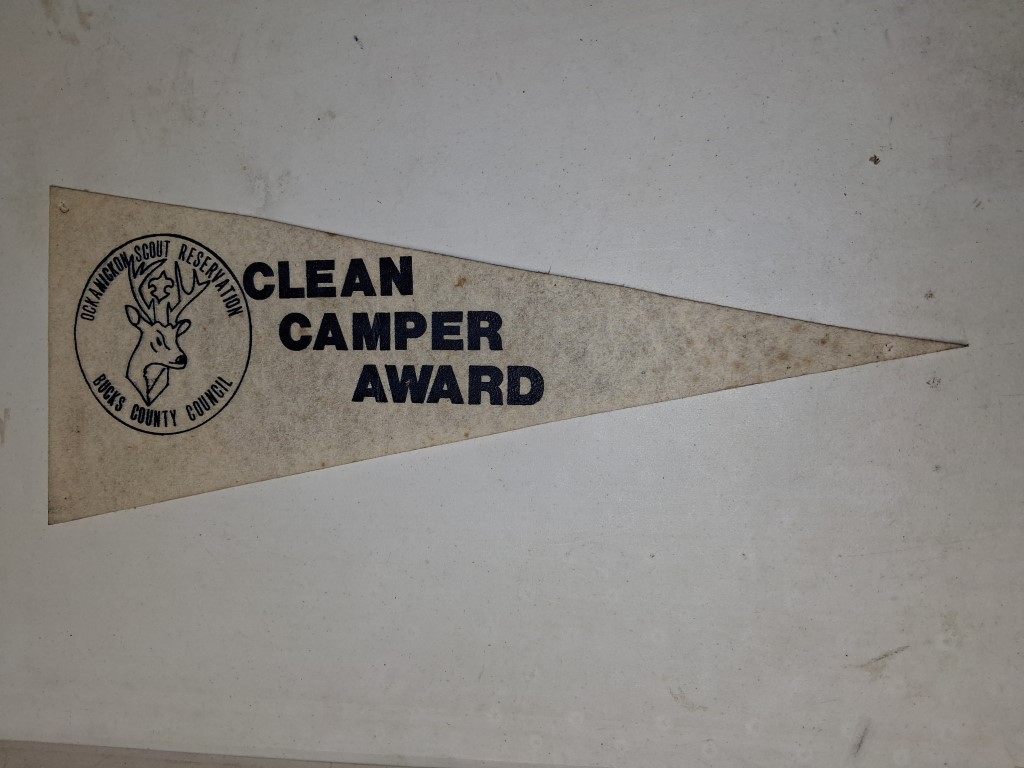 OCKANICKON SCOUT RESERVATION
BUCKS COUNTY COUNCIL
CLEAN
CAMPER
AWARD